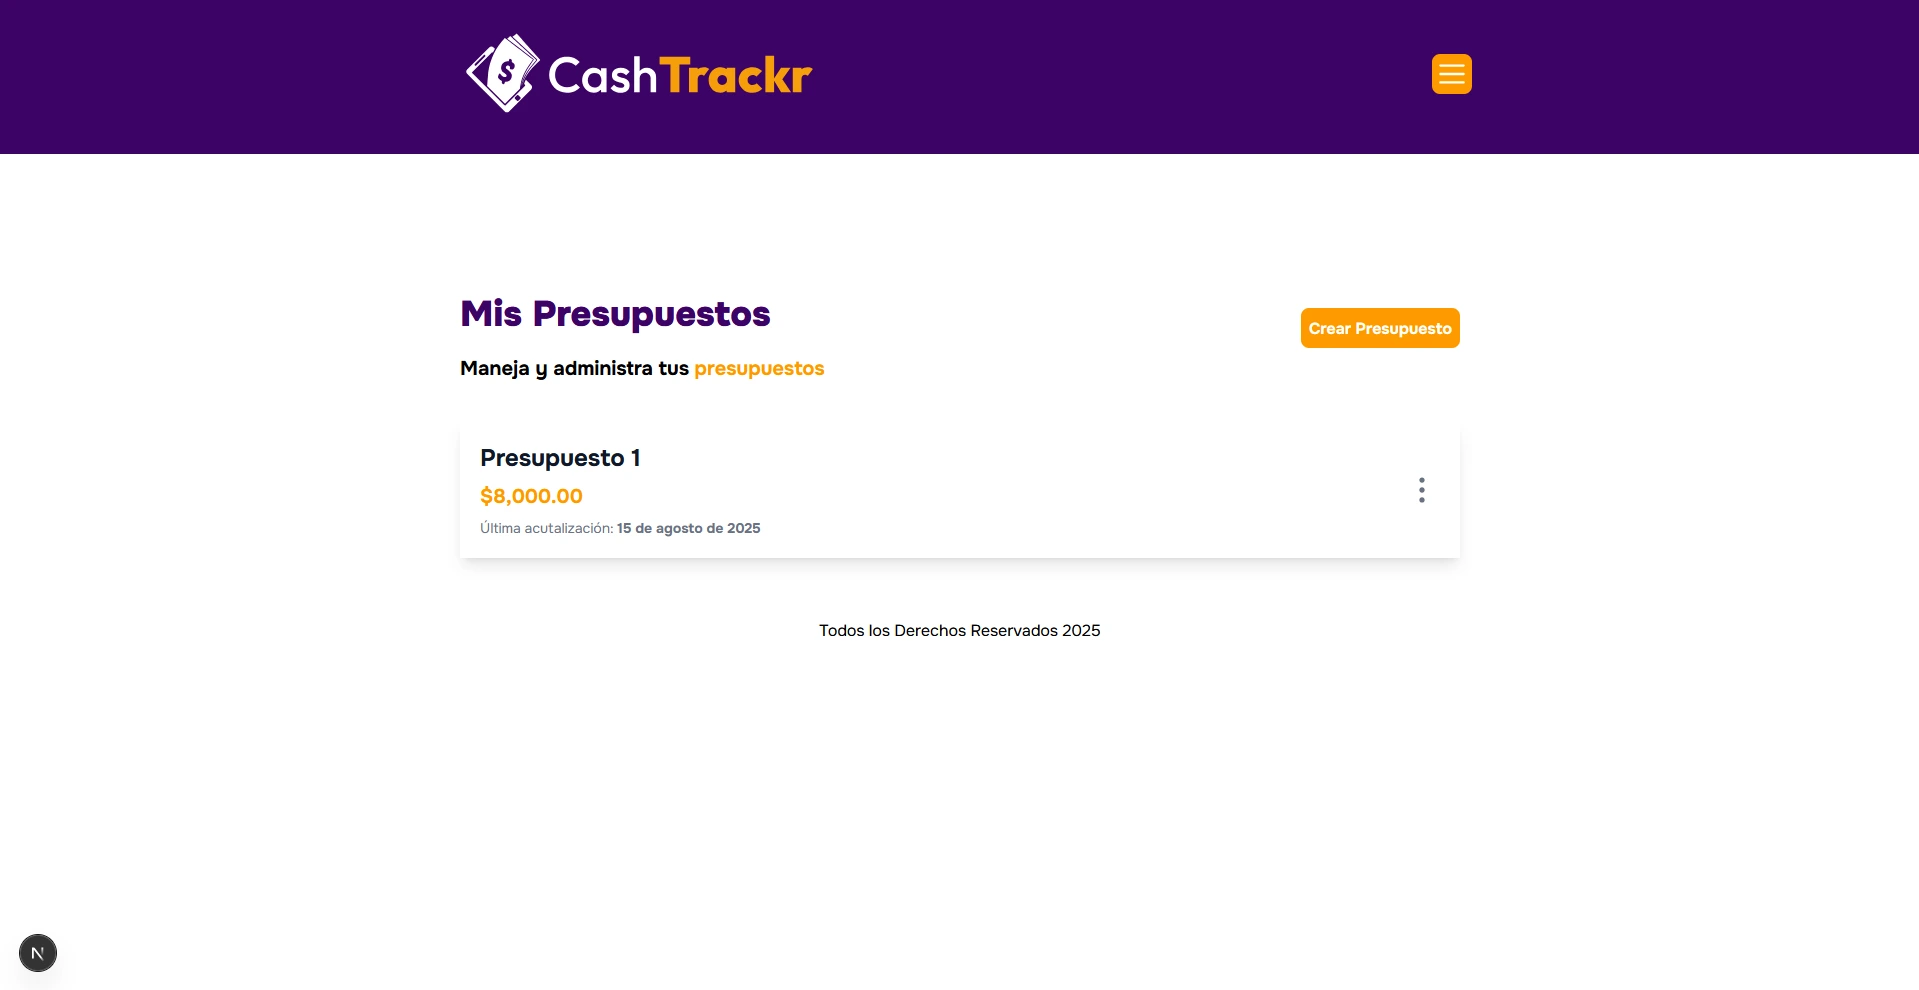 $ CashTrackr
Mis Presupuestos
Crear Presupuesto
Maneja y administra tus presupuestos
Presupuesto 1
$8,000.00
Última acutalización: 15 de agosto de 2025
Todos los Derechos Reservados 2025
N